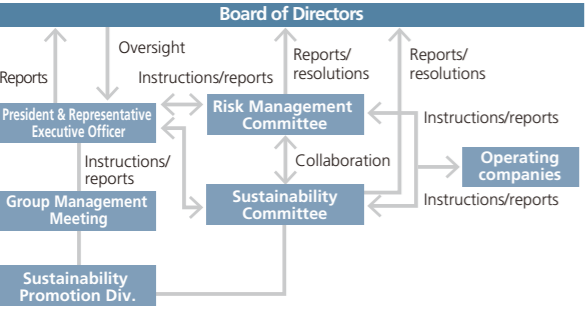 Board of Directors
Oversight
Reports/
resolutions
Reports/
resolutions
Reports
Instructions/reports
President & Representative
Executive Officer
Risk Management
Committee
Instructions/reports
Instructions/
reports
Collaboration
Operating
companies
Group Management
Meeting
Sustainability
Committee
Instructions/reports
Sustainability
Promotion Div.